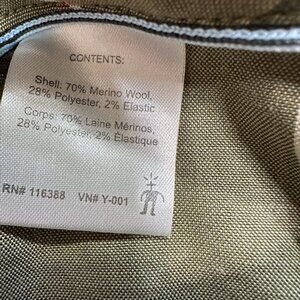 CONTENTS:
Shell: 70% Merino Wool,
28% Polyester, 2% Elastic
Corps: 70% Laine Mérinos,
28% Polyester, 2% Élastique
RN# 116388 VN# Y-001